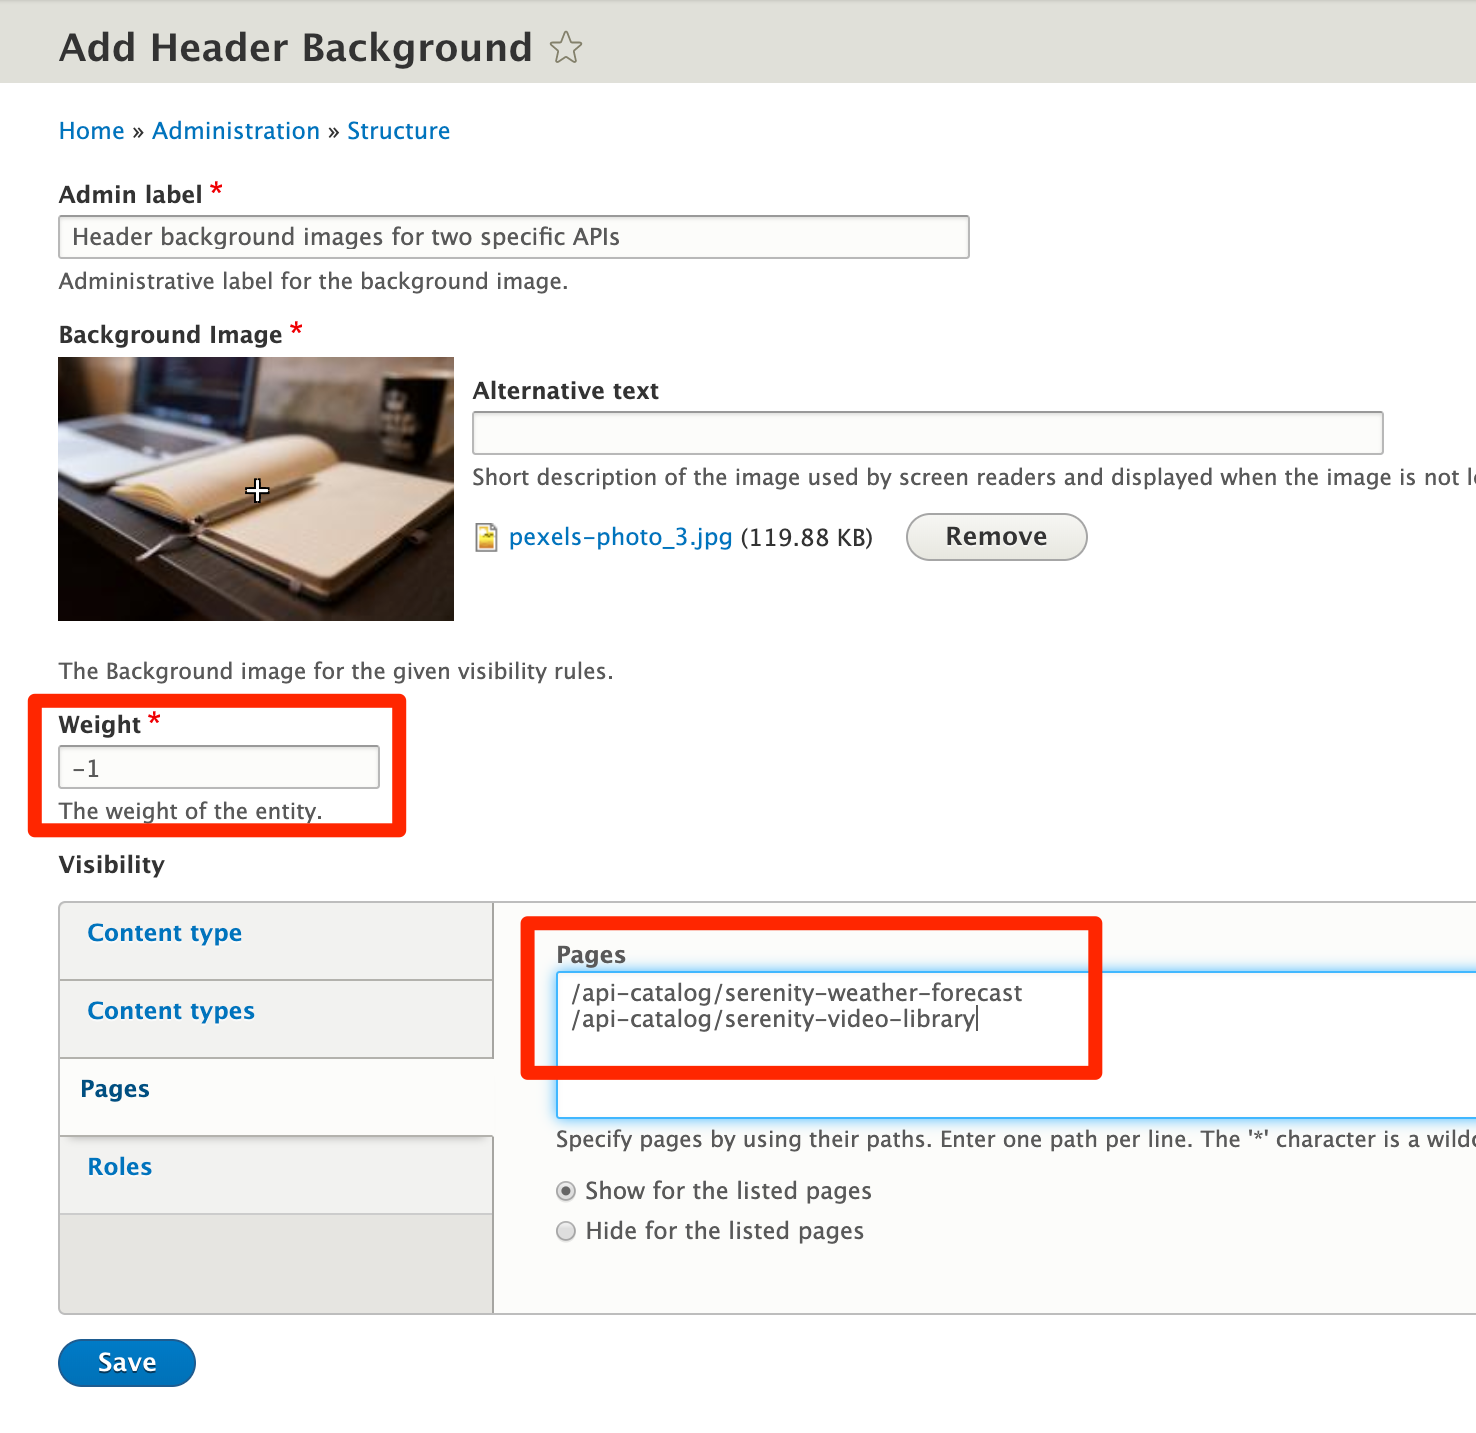 Add Header Background
Home » Administration » Structure
Admin label *
Header background images for two specific APIs
Administrative label for the background image.
Background Image *
Alternative text
Short description of the image used by screen readers and displayed when the image is not
pexels-photo_3.jpg (119.88 KB)
Remove
The Background image for the given visibility rules.
Weight *
-1
The weight of the entity.
Visibility
Content type
Content types
Pages
Roles
Pages
/api-catalog/serenity-weather-forecast
/api-catalog/serenity-video-library
Specify pages by using their paths. Enter one path per line. The '*' character is a
Show for the listed pages
Hide for the listed pages
Save